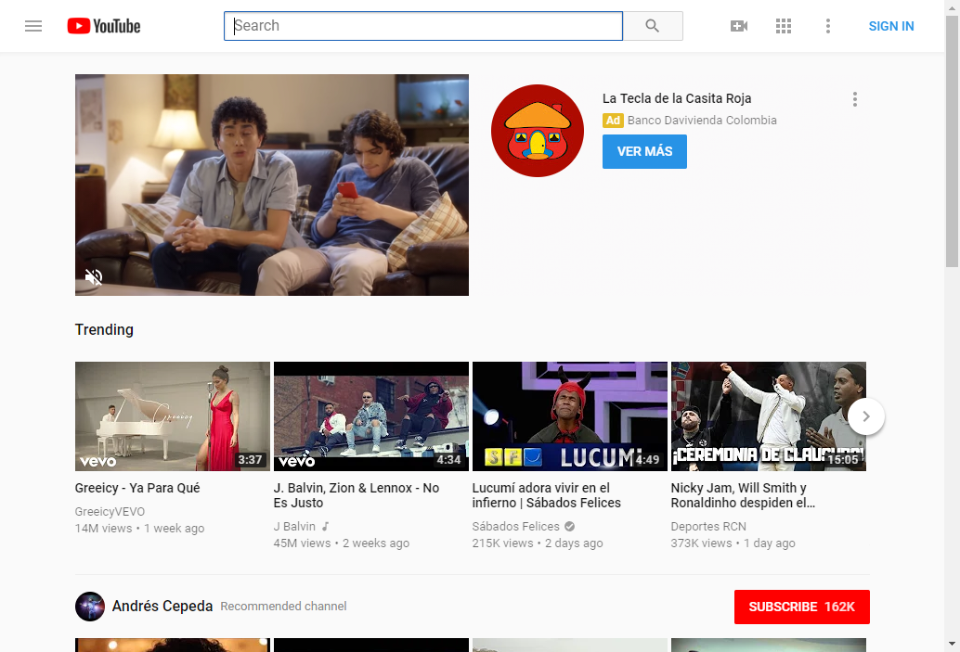 YouTube
Search
SIGN IN
La Tecla de la Casita Roja
Ad Banco Davivienda Colombia
VER MÁS
Trending
Greeicy
vevo 3:37
vevo 4:34
SFD LUCUMÍ 4:49
¡CEREMONIA DE CLAUSURA!
15:05
Greeicy - Ya Para Qué
GreeicyVEVO
14M views • 1 week ago
J. Balvin, Zion & Lennox - No
Es Justo
J Balvin
45M views • 2 weeks ago
Lucumí adora vivir en el
infierno | Sábados Felices
Sábados Felices
215K views • 2 days ago
Nicky Jam, Will Smith y
Ronaldinho despiden el...
Deportes RCN
373K views • 1 day ago
Andrés Cepeda Recommended channel
SUBSCRIBE 162K